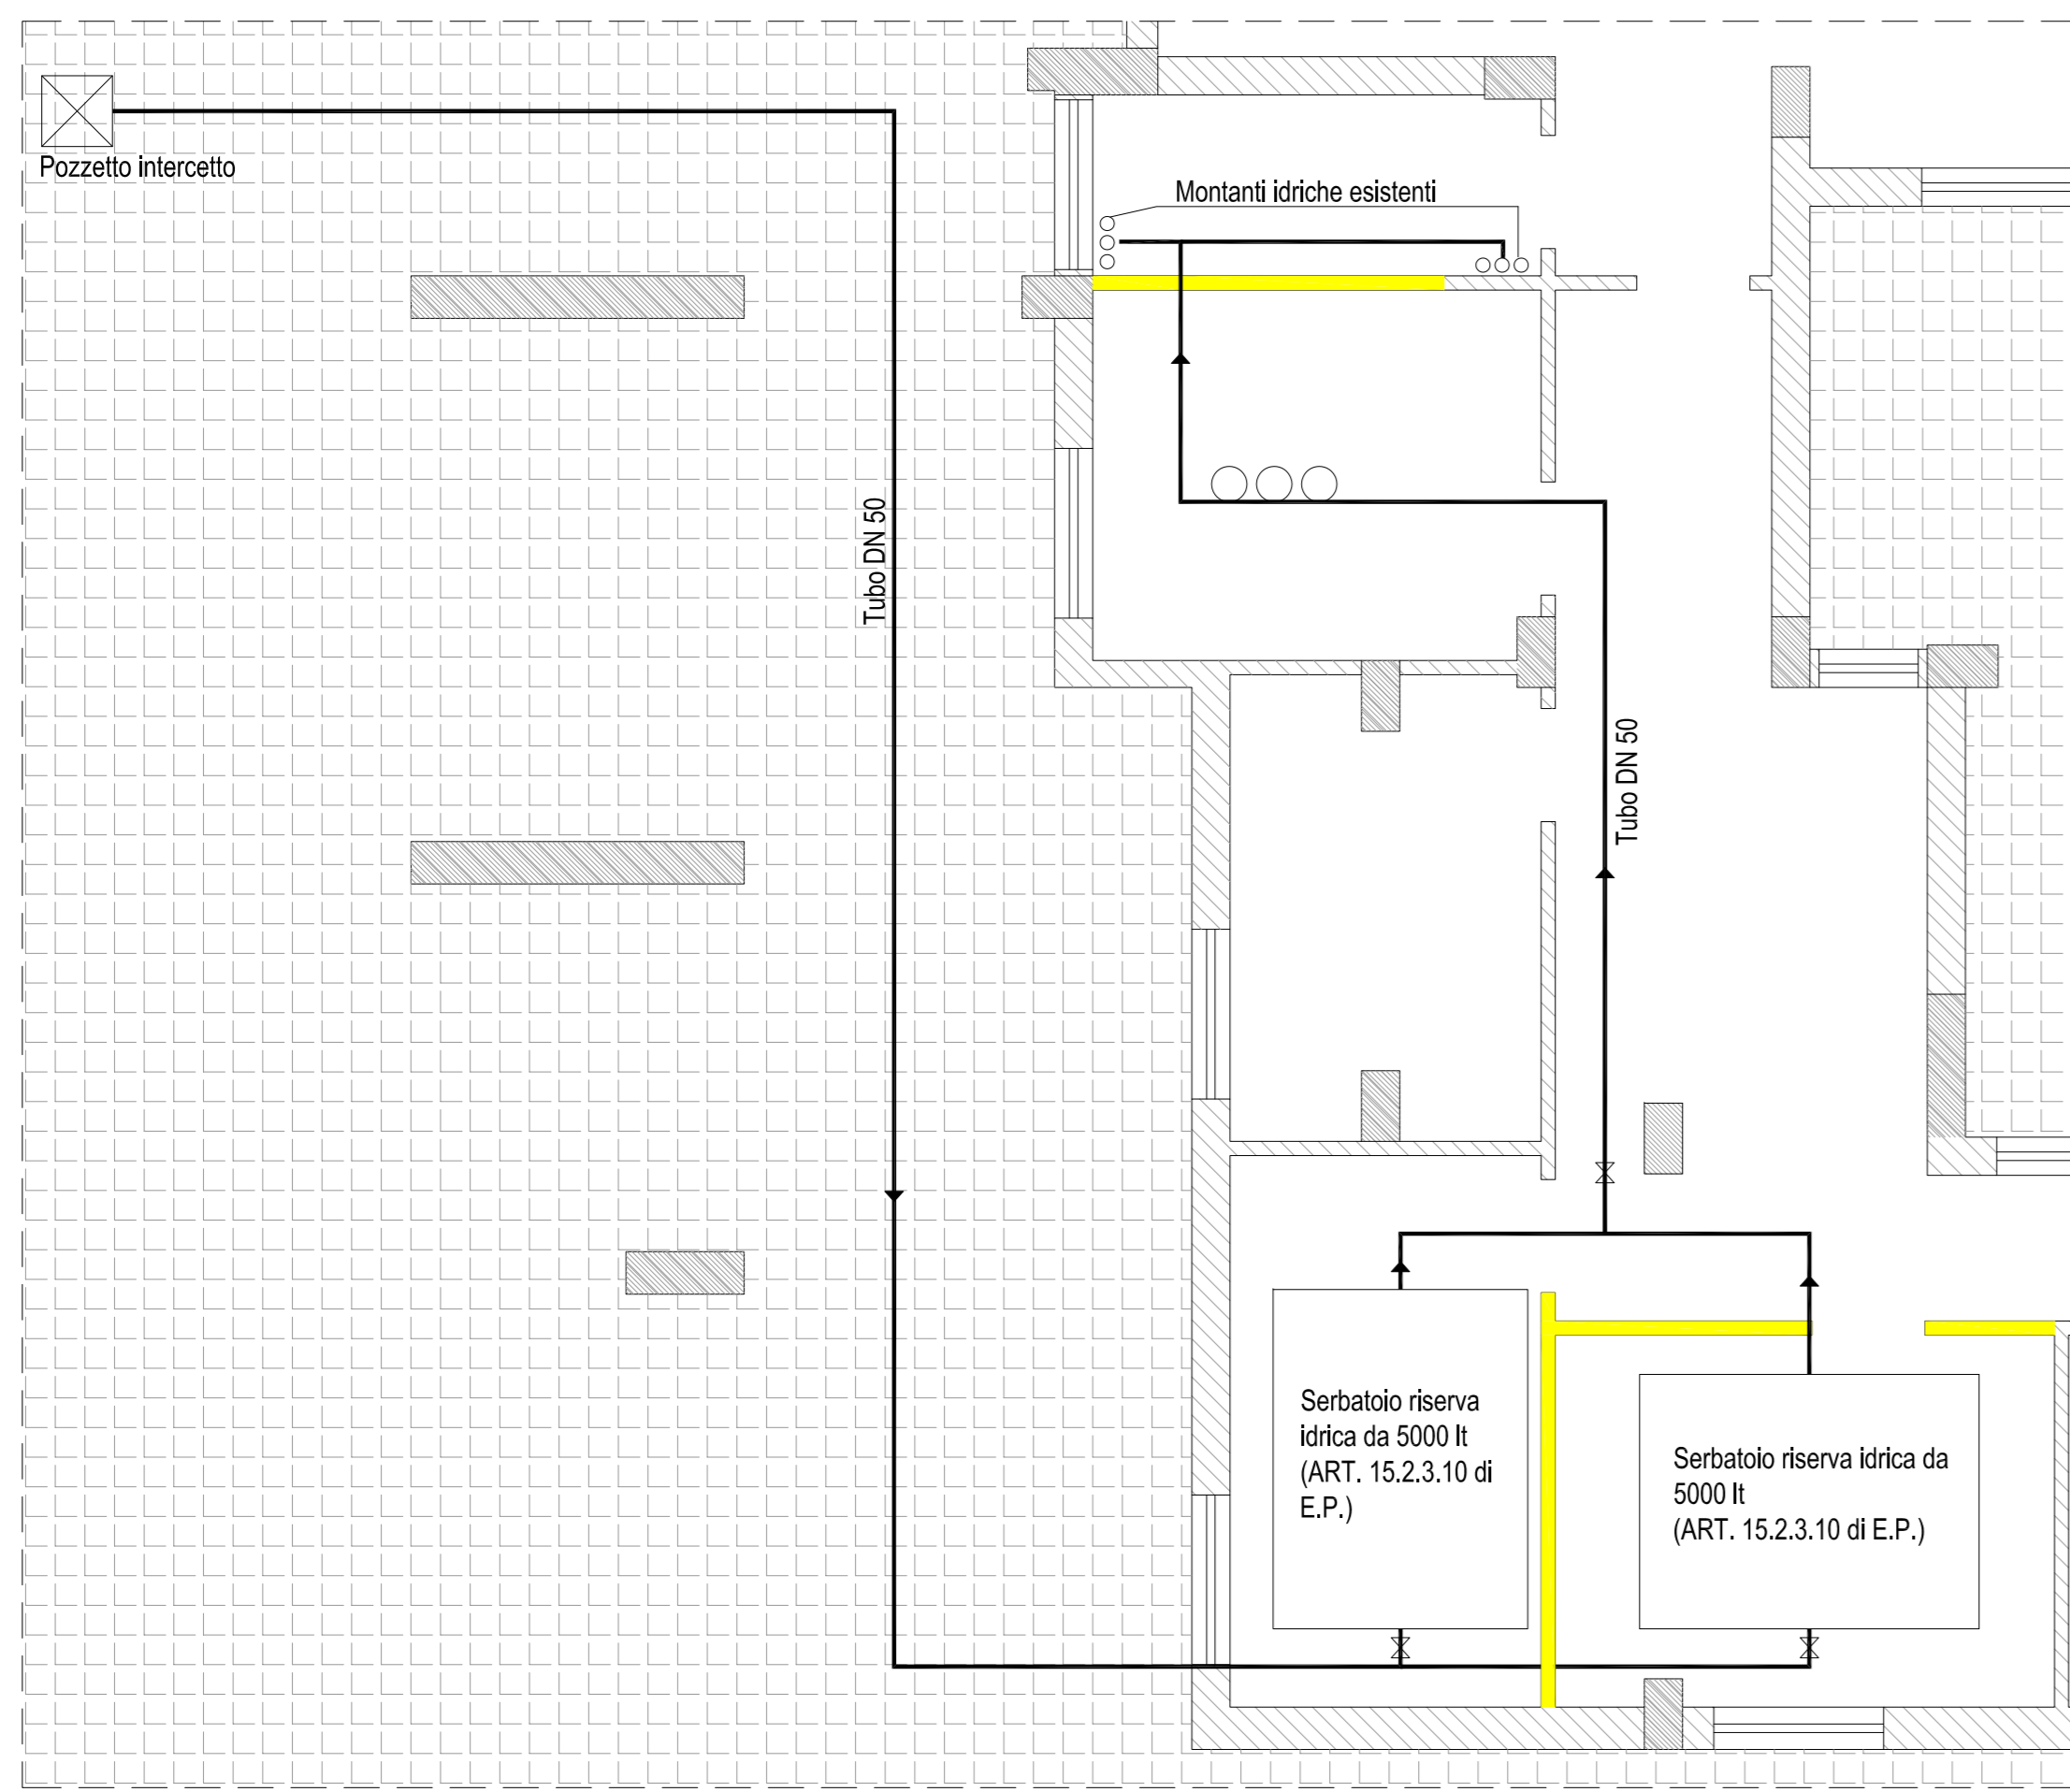 Pozzetto intercetto
Montanti idriche esistenti
Tubo DN 50
Tubo DN 50
Serbatoio riserva
idrica da 5000 lt
(ART. 15.2.3.10 di
E.P.)
Serbatoio riserva idrica da
5000 lt
(ART. 15.2.3.10 di E.P.)